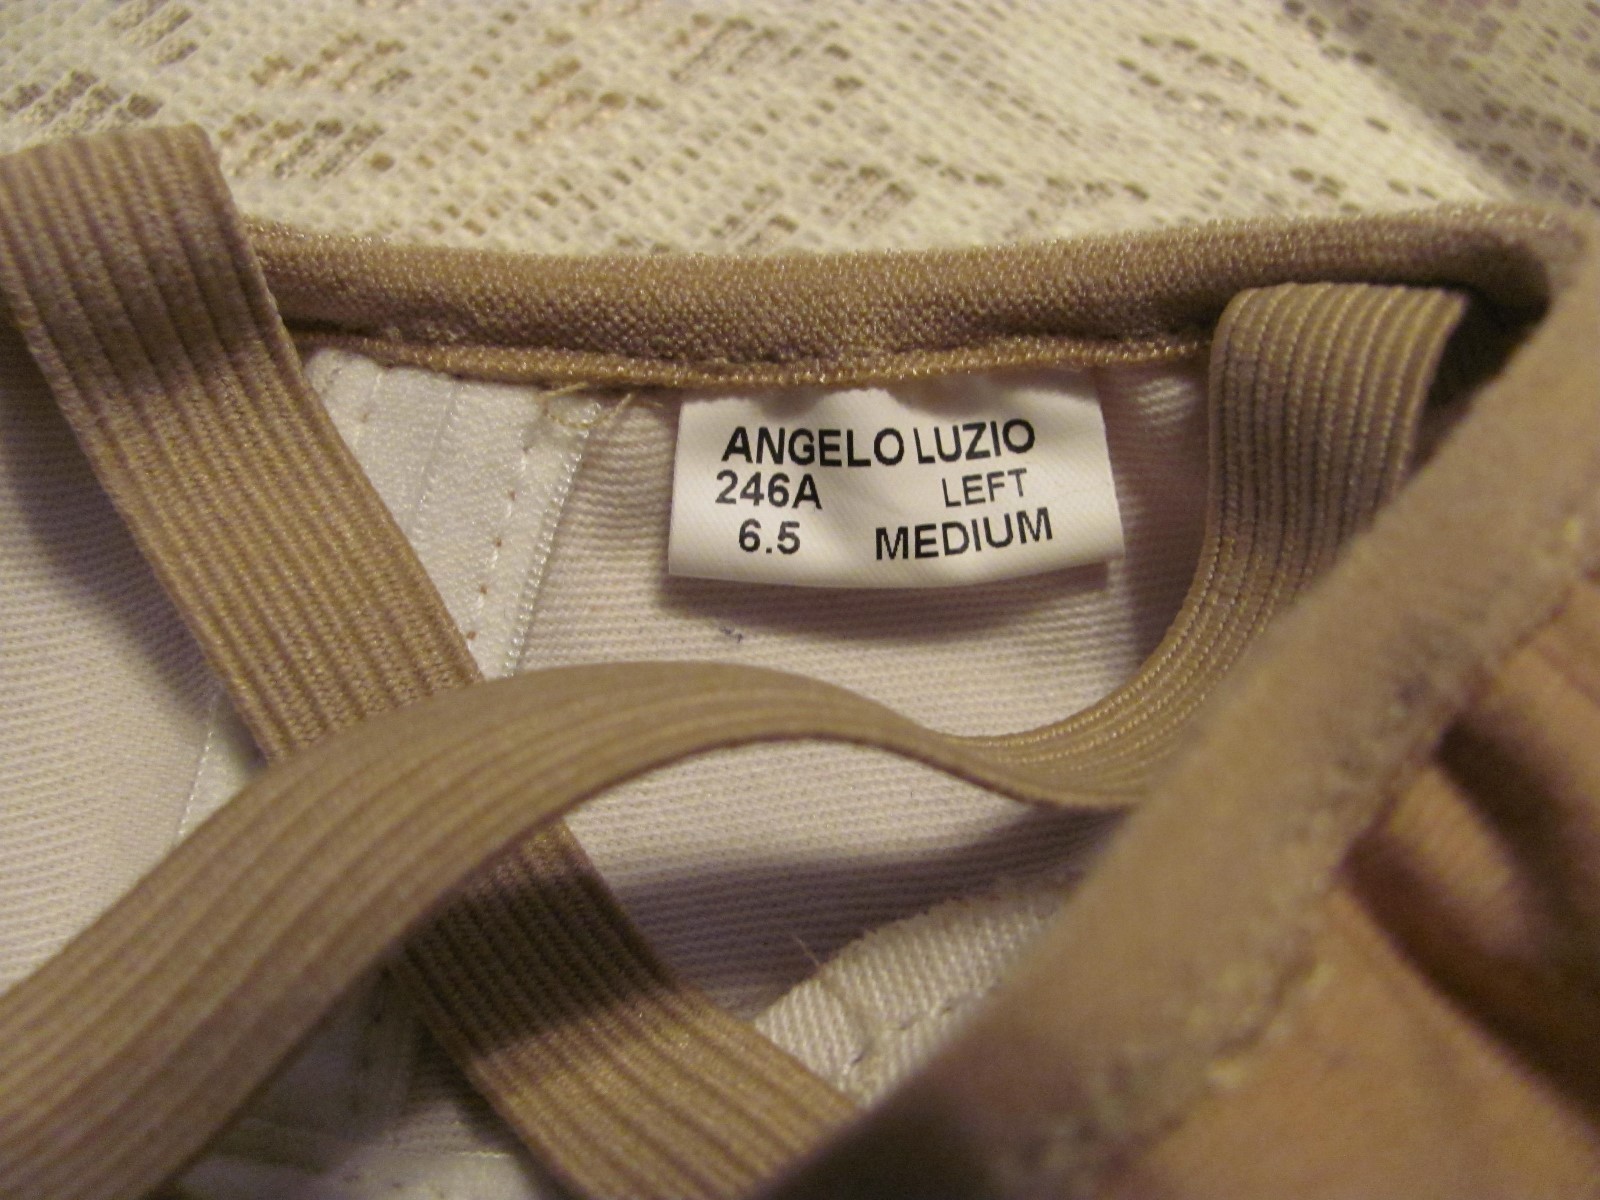 ANGELO LUZIO
246A LEFT
6.5 MEDIUM